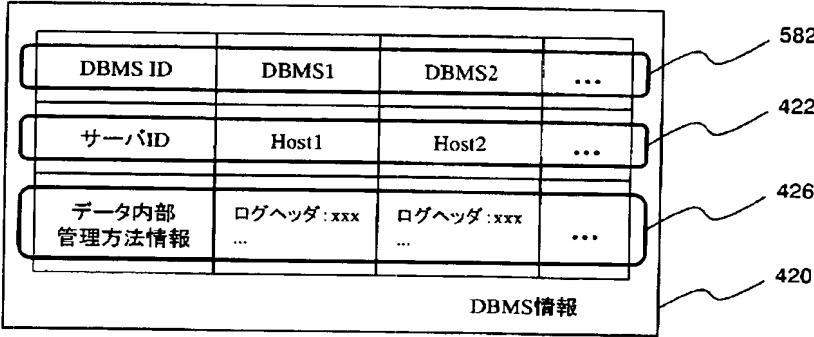 DBMS ID DBMS1 DBMS2 ... 582
サーバID Host1 Host2 ... 422
データ内部 ログヘッダ:xxx ログヘッダ:xxx ... 426
管理方法情報 ... ...
420
DBMS情報